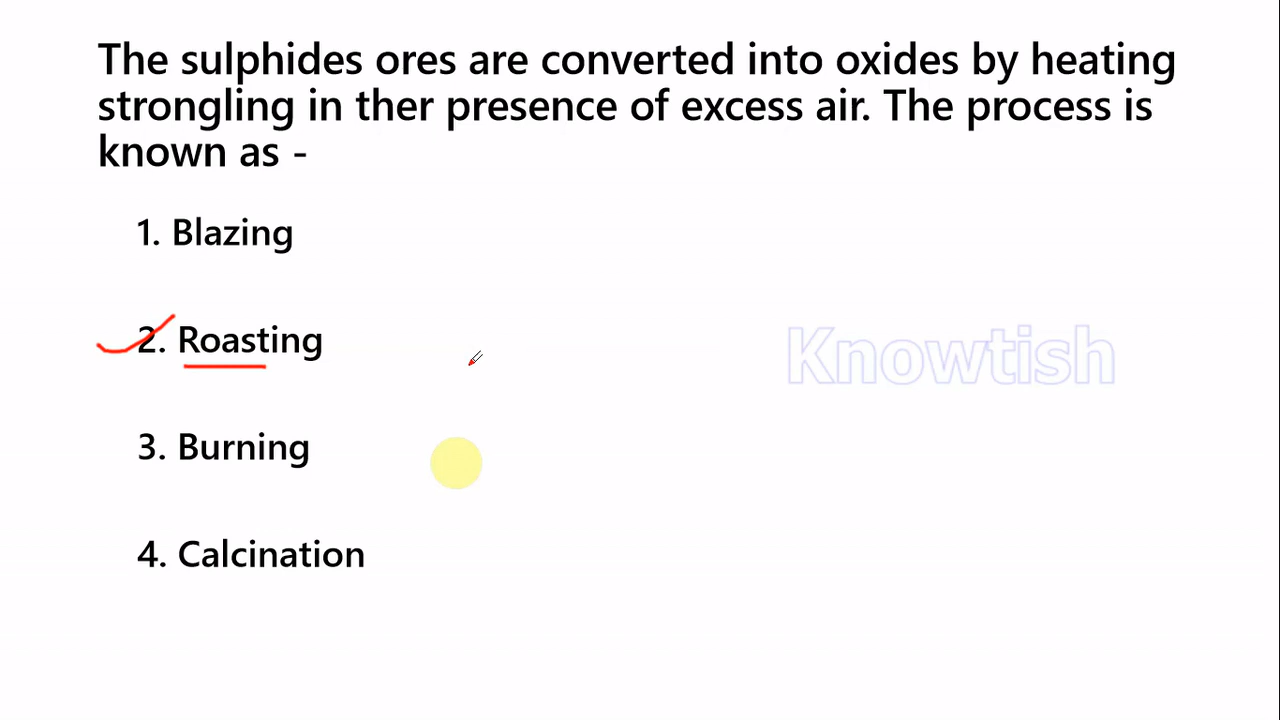 The sulphides ores are converted into oxides by heating
strongling in ther presence of excess air. The process is
known as -
1. Blazing
2. Roasting
Knowtish
3. Burning
4. Calcination